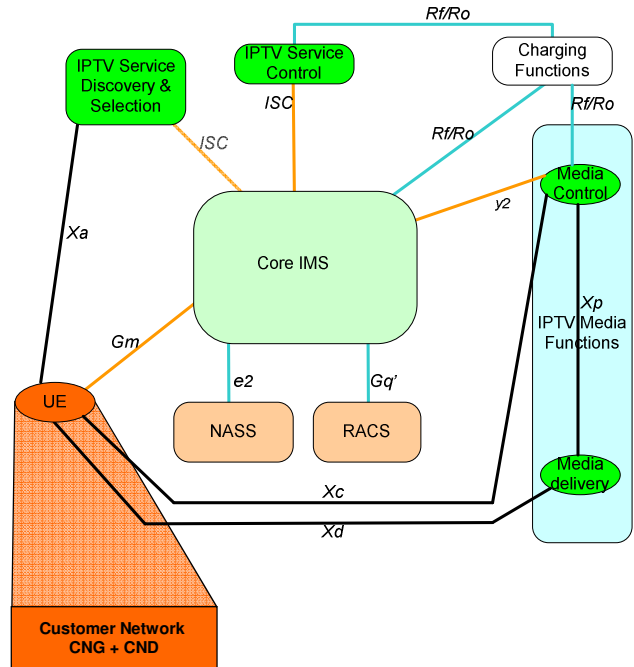 Rf/Ro
IPTV Service
Discovery &
Selection
IPTV Service
Control
Charging
Functions
ISC
Rf/Ro
Rf/Ro
ISC
Media
Control
y2
Xa
Core IMS
Xp
IPTV Media
Functions
Gm
e2
Gq'
UE
NASS
RACS
Media
delivery
Xc
Xd
Customer Network
CNG + CND